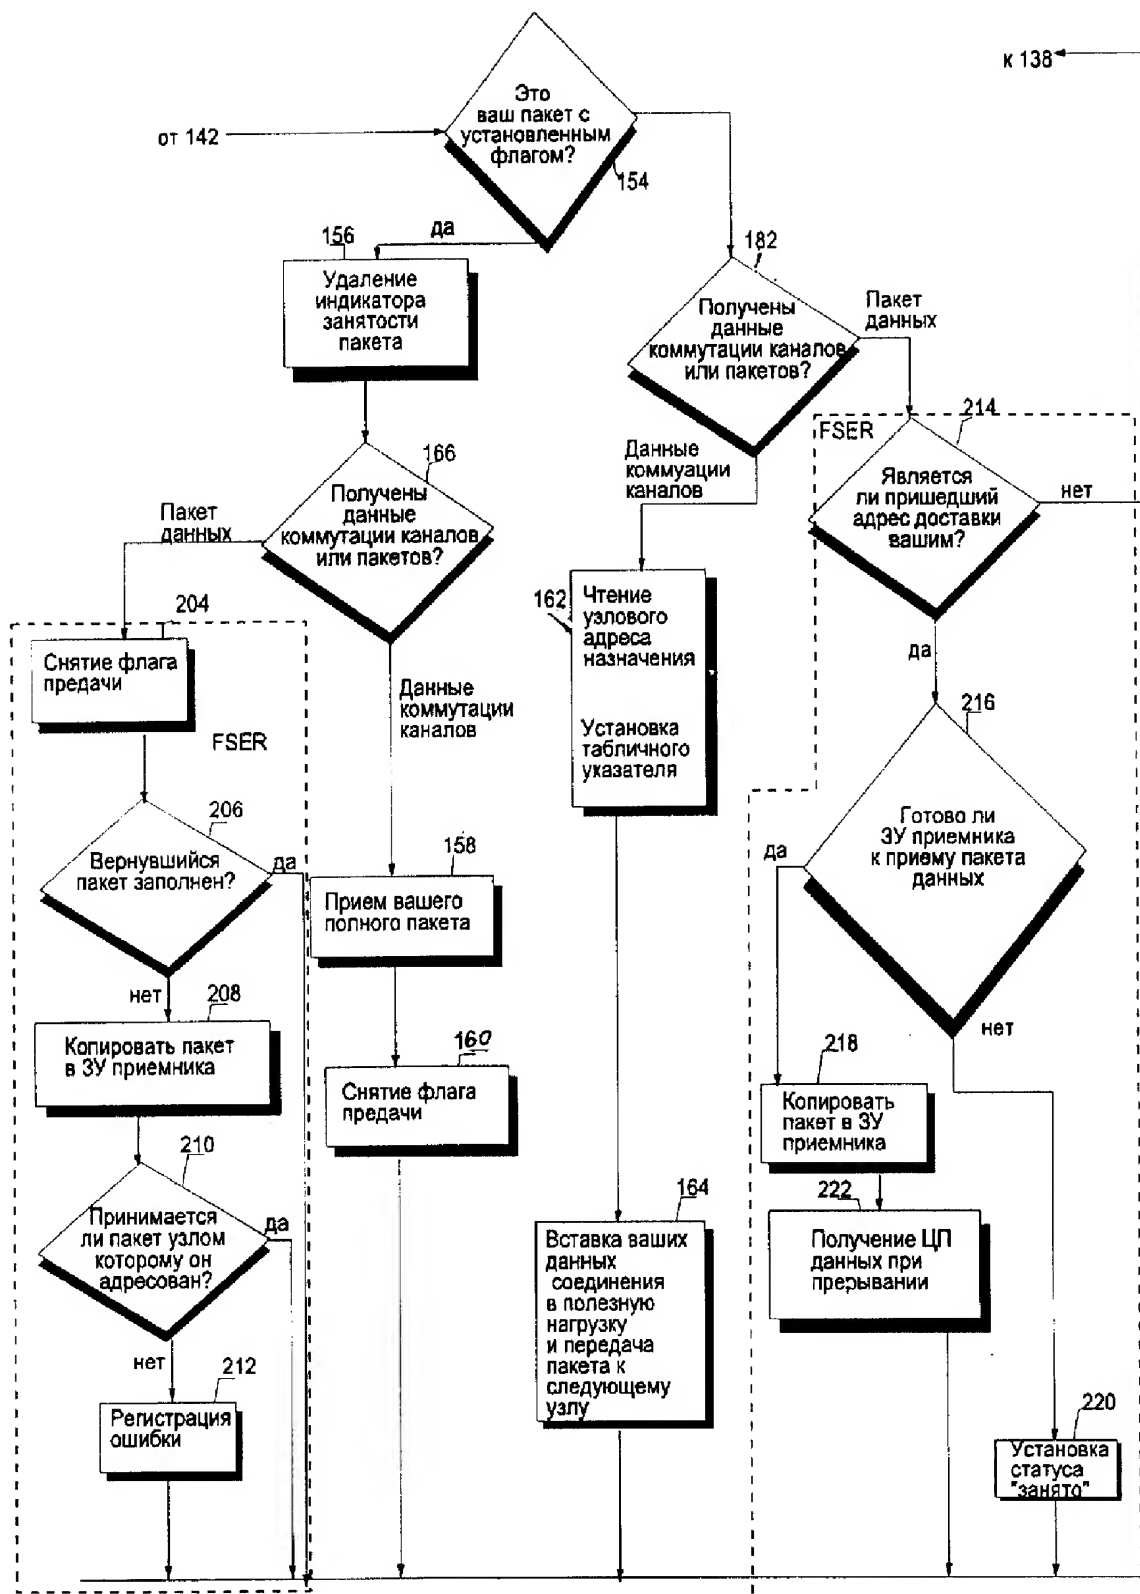 к 138
Это
ваш пакет с
установленным
флагом?
от 142
154
да
156
Удаление
индикатора
занятости
пакета
182
Получены
данные
коммутации каналов
или пакетов?
Пакет
данных
214
FSER
Является
ли пришедший
адрес доставки
вашим?
нет
Данные
коммуации
каналов
166
Получены
данные
коммутации каналов
или пакетов?
Пакет
данных
162
Чтение
узлового
адреса
назначения
Установка
табличного
указателя
204
Снятие флага
предачи
FSER
Данные
коммутации
каналов
да
216
Готово ли
ЗУ приемника
к приему пакета
данных
да
206
Вернувшийся
пакет заполнен?
да
158
Прием вашего
полного пакета
нет
208
Копировать пакет
в ЗУ приемника
160
Снятие флага
предачи
нет
218
Копировать
пакет в ЗУ
приемника
210
Принимается
ли пакет узлом
которому он
адресован?
да
164
Вставка ваших
данных
соединения
в полезную
нагрузку
и передача
пакета к
следующему
узлу
222
Получение ЦП
данных при
прерывании
нет
212
Регистрация
ошибки
220
Установка
статуса
"занято"